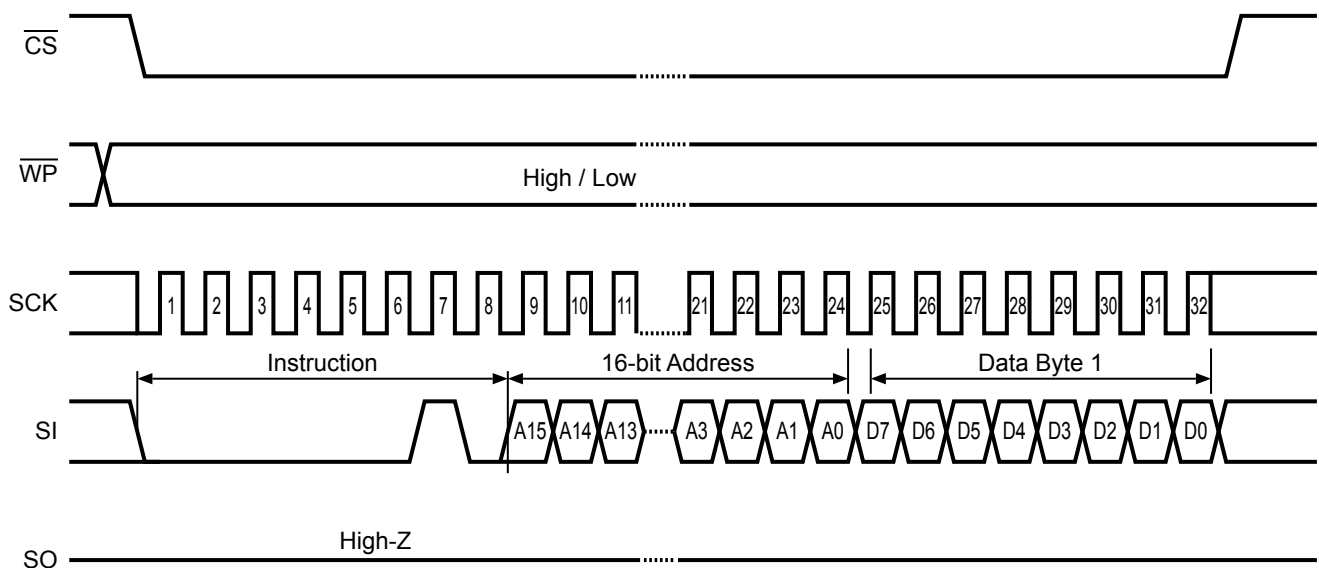 C̅S̅
W̅P̅
High / Low
SCK
1 2 3 4 5 6 7 8 9 10 11 21 22 23 24 25 26 27 28 29 30 31 32
Instruction 16-bit Address Data Byte 1
SI
A15 A14 A13 A3 A2 A1 A0 D7 D6 D5 D4 D3 D2 D1 D0
High-Z
SO